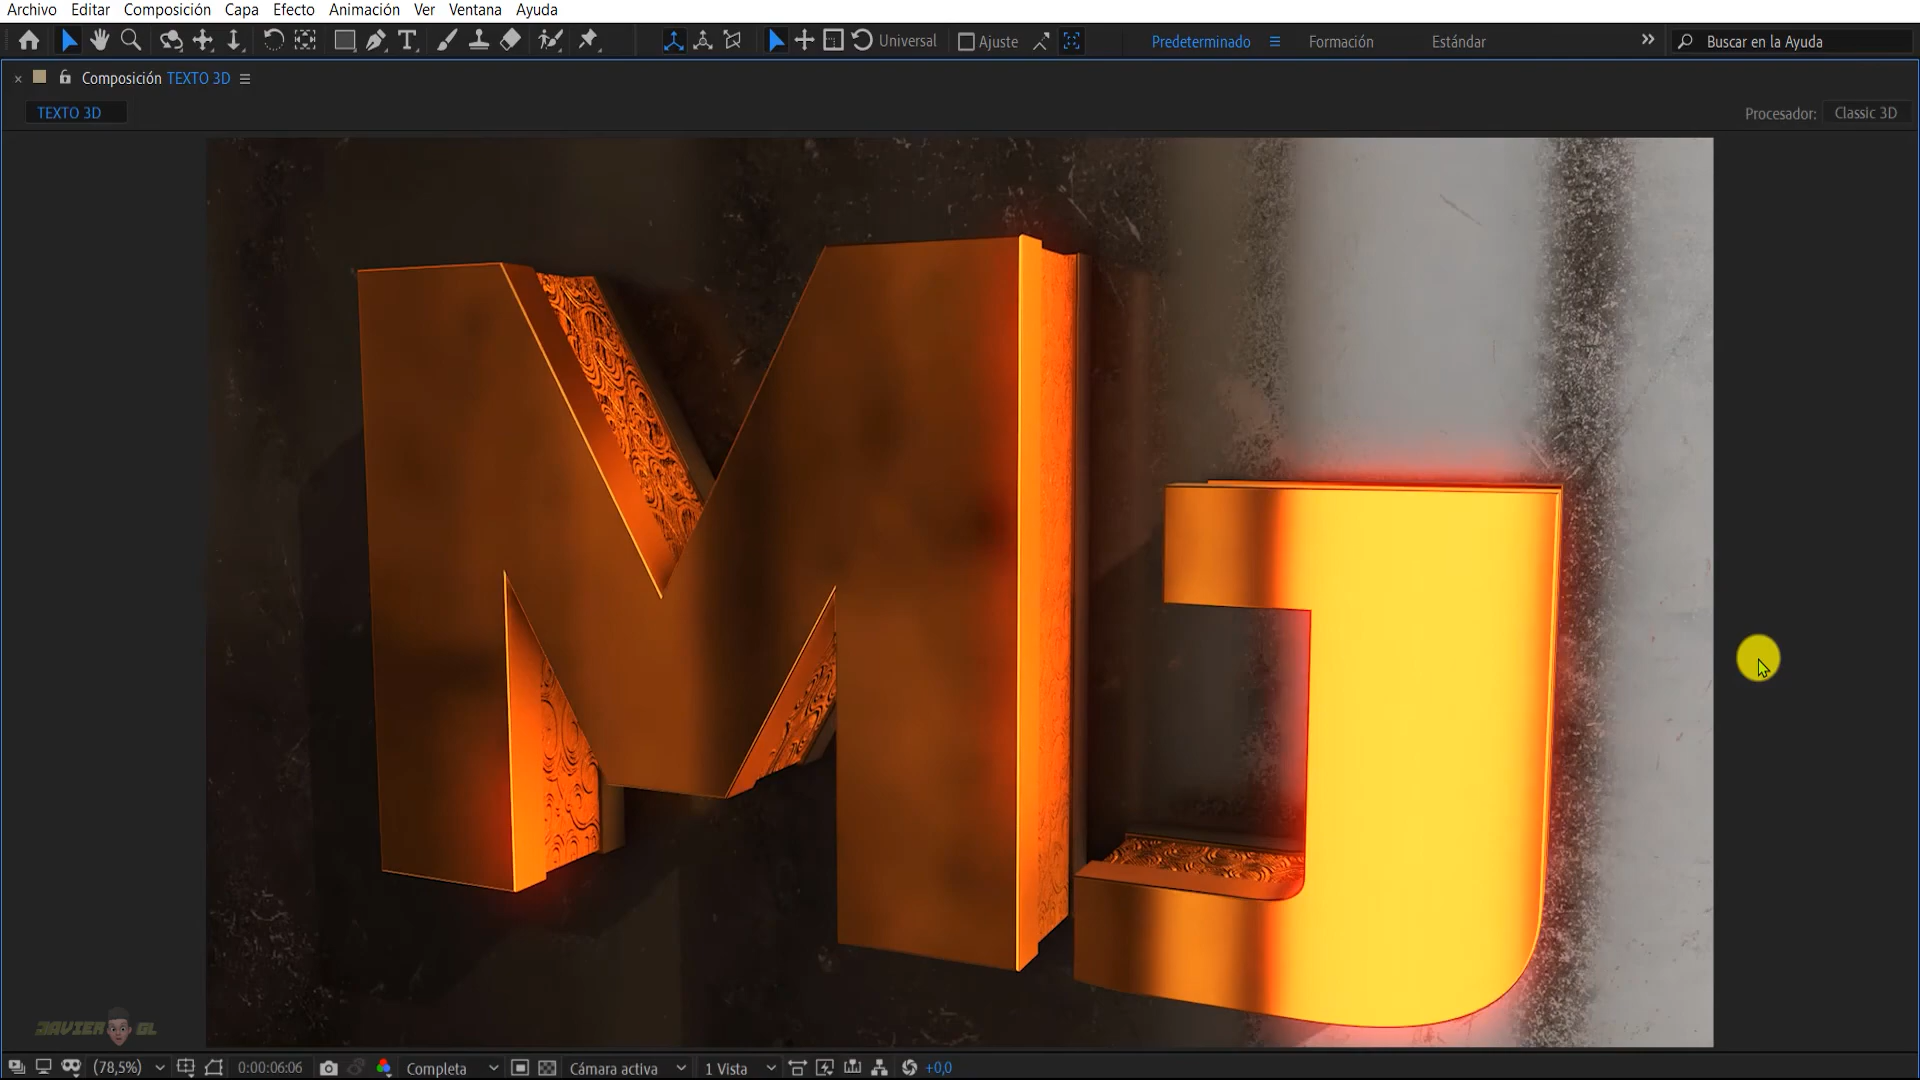 Archivo Editar Composición Capa Efecto Animación Ver Ventana Ayuda
Universal Ajuste Predeterminado Formación Estándar Buscar en la Ayuda
Composición TEXTO 3D
TEXTO 3D Procesador: Classic 3D
MJ
JAVIER GL
(78,5%) 0:00:06:06 Completa Cámara activa 1 Vista +0,0